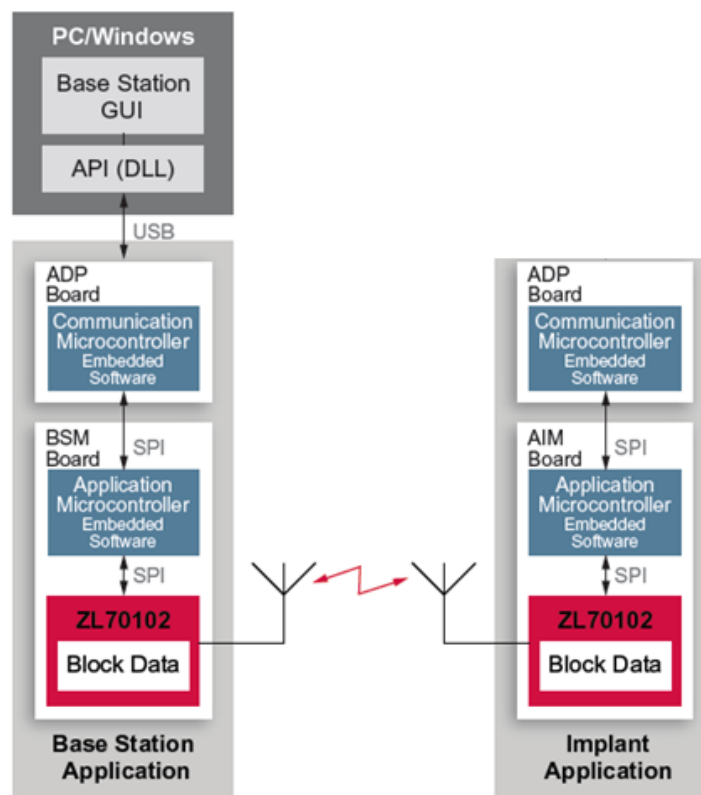 PC/Windows
Base Station
GUI
API (DLL)
USB
ADP
Board
Communication
Microcontroller
Embedded
Software
SPI
BSM
Board
Application
Microcontroller
Embedded
Software
SPI
ZL70102
Block Data
Base Station
Application
ADP
Board
Communication
Microcontroller
Embedded
Software
SPI
AIM
Board
Application
Microcontroller
Embedded
Software
SPI
ZL70102
Block Data
Implant
Application